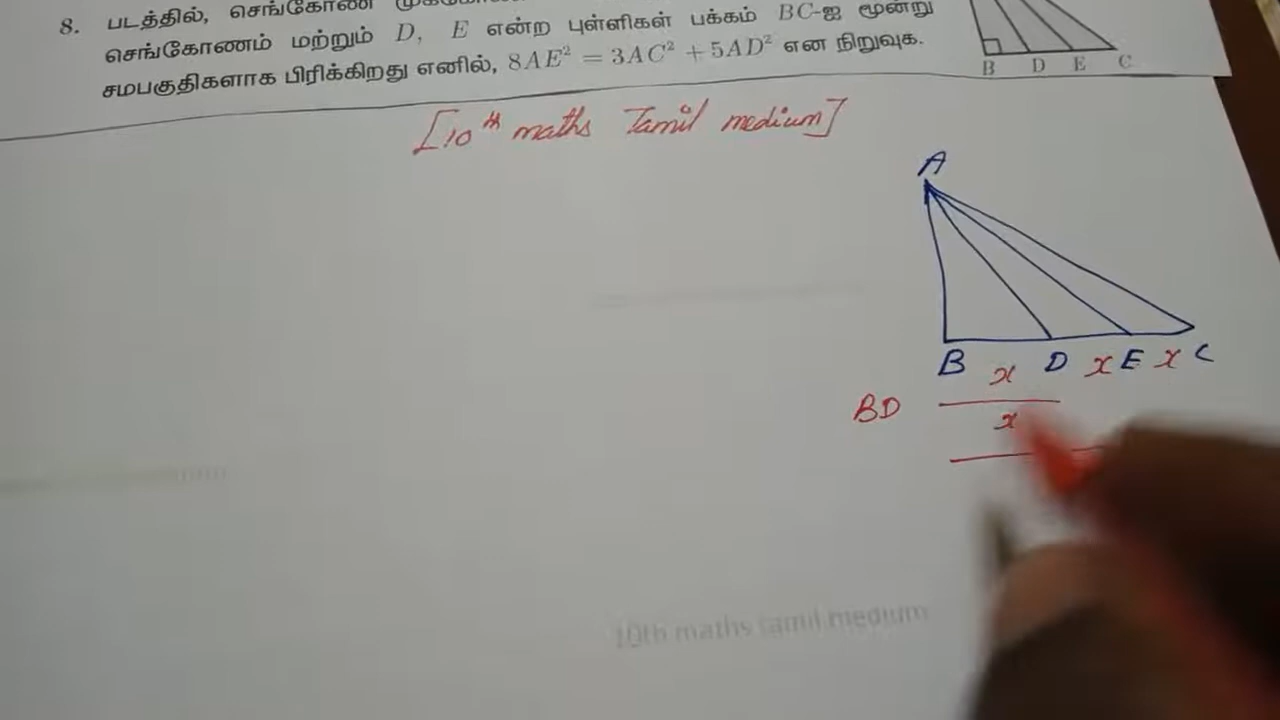 8. படத்தில், செங்கோண
செங்கோணம் மற்றும் D, E என்ற புள்ளிகள் பக்கம் BC-ஐ மூன்று
சமபகுதிகளாக பிரிக்கிறது எனில், 8AE² = 3AC² + 5AD² என நிறுவுக.
B D E C
[10th maths Tamil medium]
A
B x D x E x C
BD
x
10th maths tamil medium